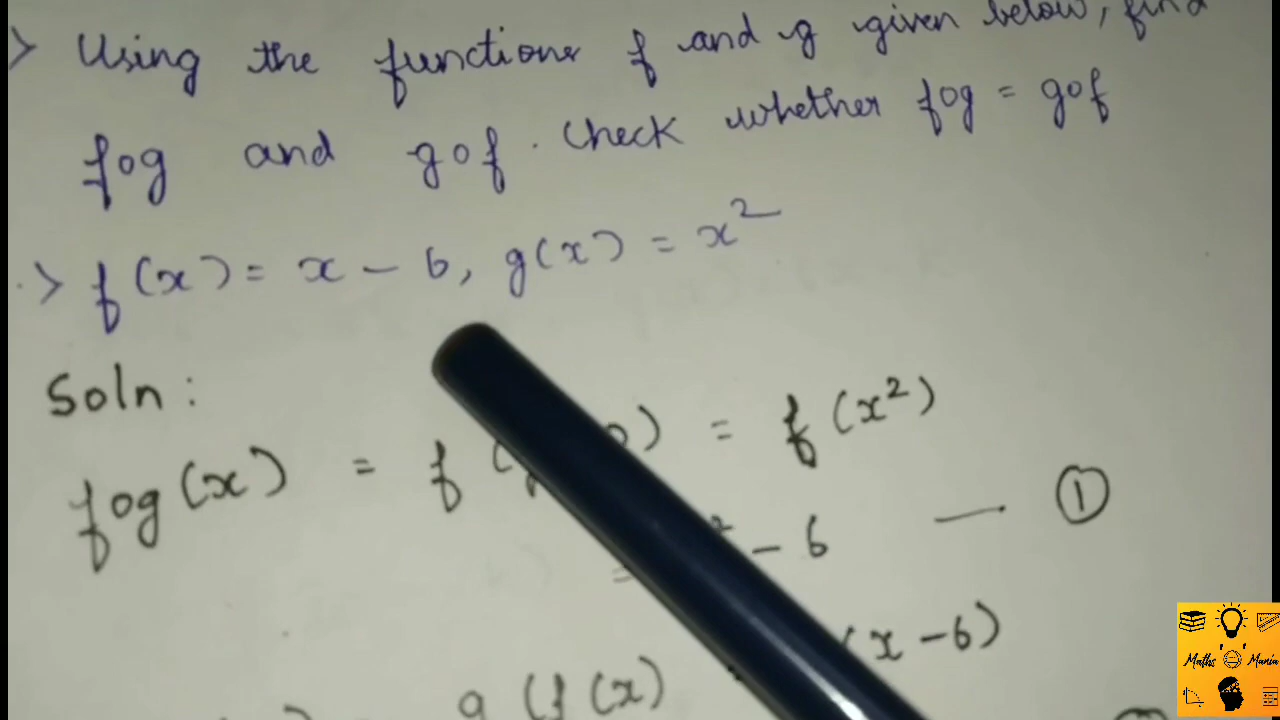 > Using the functions f and g given below, find
fog and gof. Check whether fog = gof
.> f(x) = x - 6, g(x) = x²
Soln:
fog(x) = f ( ) = f(x²)
= ² - 6 — ①
g (f(x) (x - 6)
Maths Mania